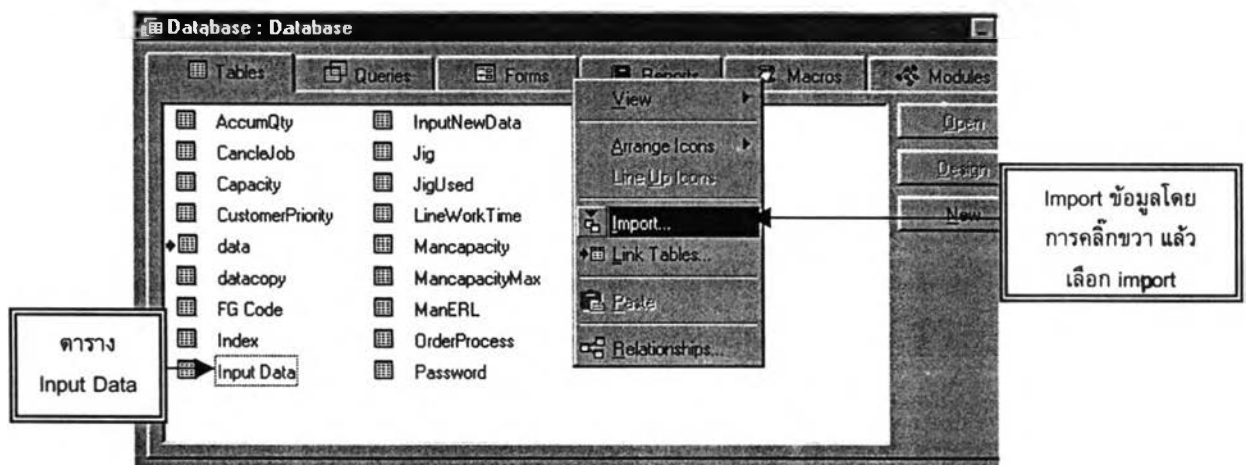 Database : Database
Tables
Queries
Forms
Reports
Macros
Modules
AccumQty
CancleJob
Capacity
CustomerPriority
data
datacopy
FG Code
Index
Input Data
InputNewData
Jig
JigUsed
LineWorkTime
Mancapacity
MancapacityMax
ManERL
OrderProcess
Password
View
Arrange Icons
Line Up Icons
Import...
Link Tables...
Paste
Relationships...
Open
Design
New
Import ข้อมูลโดย
การคลิ๊กขวา แล้ว
เลือก import
ตาราง
Input Data